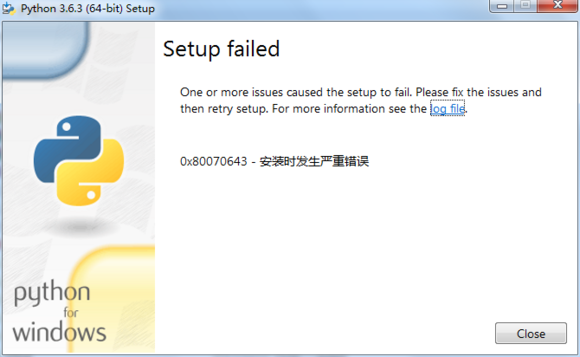 Python 3.6.3 (64-bit) Setup
Setup failed
One or more issues caused the setup to fail. Please fix the issues and
then retry setup. For more information see the log file.
0x80070643 - 安装时发生严重错误
python
for
windows
Close